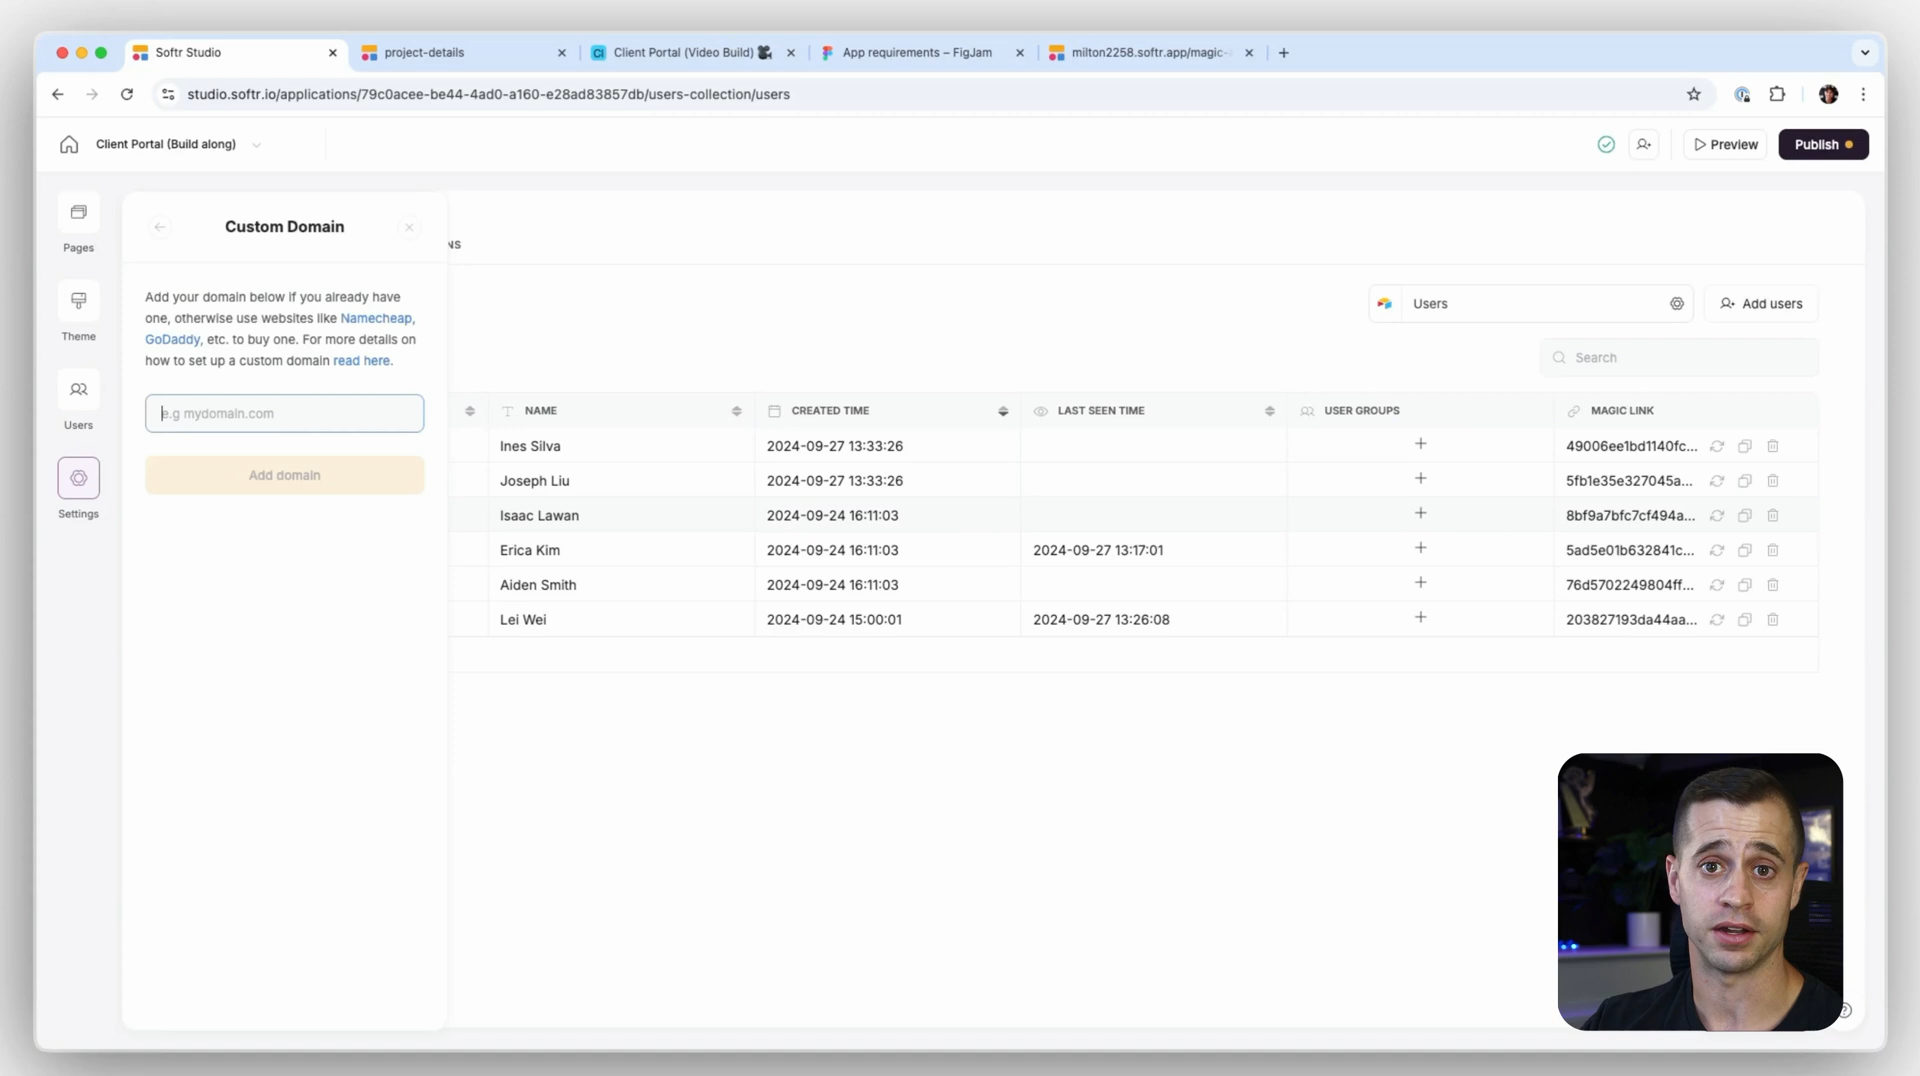 Softr Studio
project-details
Client Portal (Video Build)
App requirements – FigJam
milton2258.softr.app/magic-
studio.softr.io/applications/79c0acee-be44-4ad0-a160-e28ad83857db/users-collection/users
Client Portal (Build along)
Preview
Publish
Pages
Theme
Users
Settings
Custom Domain
Add your domain below if you already have
one, otherwise use websites like Namecheap,
GoDaddy, etc. to buy one. For more details on
how to set up a custom domain read here.
e.g mydomain.com
Add domain
NS
Users
Add users
Search
NAME CREATED TIME LAST SEEN TIME USER GROUPS MAGIC LINK
Ines Silva 2024-09-27 13:33:26 49006ee1bd1140fc...
Joseph Liu 2024-09-27 13:33:26 5fb1e35e327045a...
Isaac Lawan 2024-09-24 16:11:03 8bf9a7bfc7cf494a...
Erica Kim 2024-09-24 16:11:03 2024-09-27 13:17:01 5ad5e01b632841c...
Aiden Smith 2024-09-24 16:11:03 76d5702249804ff...
Lei Wei 2024-09-24 15:00:01 2024-09-27 13:26:08 203827193da44aa...